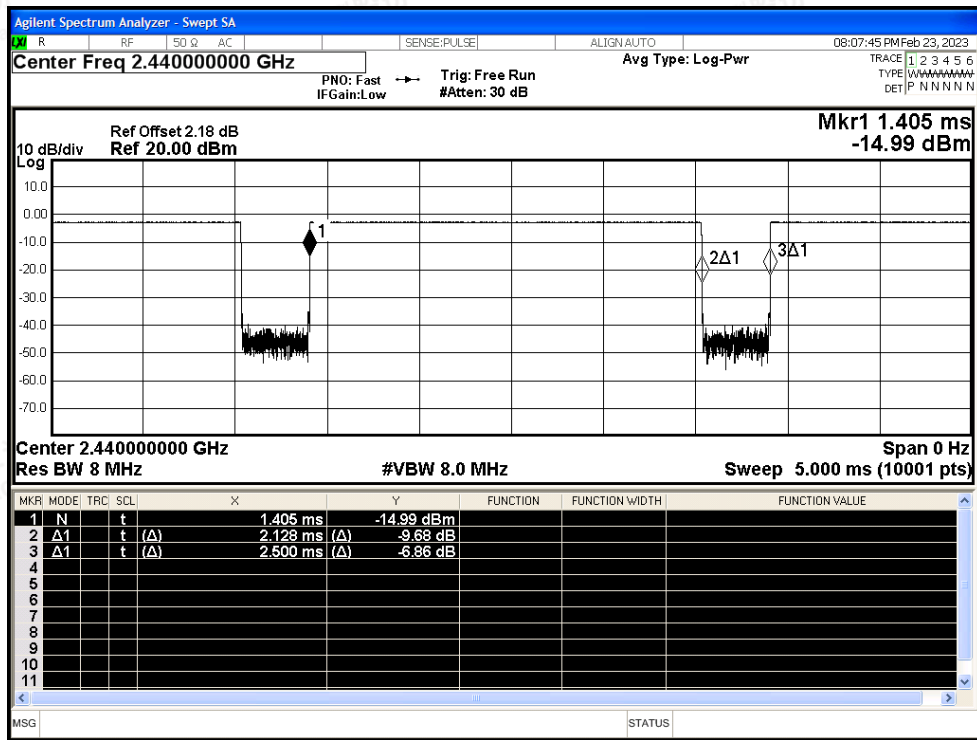 Agilent Spectrum Analyzer - Swept SA
LXI R RF 50 Ω AC SENSE:PULSE ALIGNAUTO 08:07:45 PM Feb 23, 2023
Center Freq 2.440000000 GHz
PNO: Fast
IFGain:Low
Trig: Free Run
#Atten: 30 dB
Avg Type: Log-Pwr
TRACE 1 2 3 4 5 6
TYPE WWWWWW
DET P N N N N N
Mkr1 1.405 ms
-14.99 dBm
Ref Offset 2.18 dB
10 dB/div Ref 20.00 dBm
Log
10.0
0.00
-10.0
-20.0
-30.0
-40.0
-50.0
-60.0
-70.0
1
2Δ1
3Δ1
Center 2.440000000 GHz Span 0 Hz
Res BW 8 MHz #VBW 8.0 MHz Sweep 5.000 ms (10001 pts)
MKR MODE TRC SCL X Y FUNCTION FUNCTION WIDTH FUNCTION VALUE
1 N t 1.405 ms -14.99 dBm
2 Δ1 t (Δ) 2.128 ms (Δ) -9.68 dB
3 Δ1 t (Δ) 2.500 ms (Δ) -6.86 dB
4
5
6
7
8
9
10
11
MSG STATUS